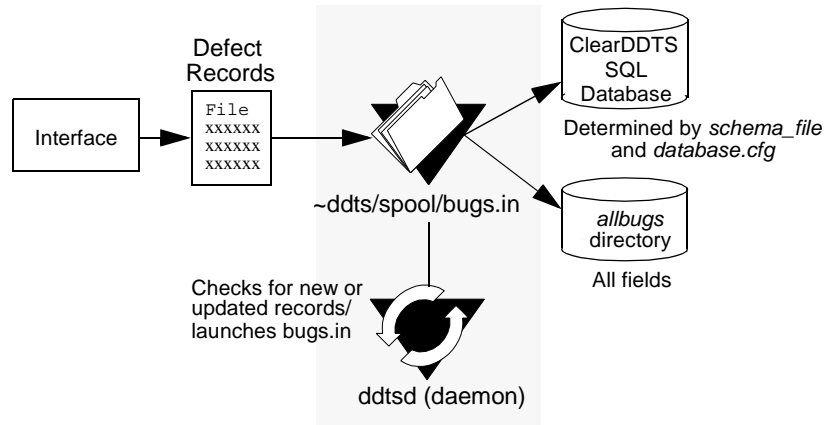 Interface
Defect
Records
File
xxxxxx
xxxxxx
xxxxxx
~ddts/spool/bugs.in
ClearDDTS
SQL
Database
Determined by schema_file
and database.cfg
allbugs
directory
All fields
Checks for new or
updated records/
launches bugs.in
ddtsd (daemon)